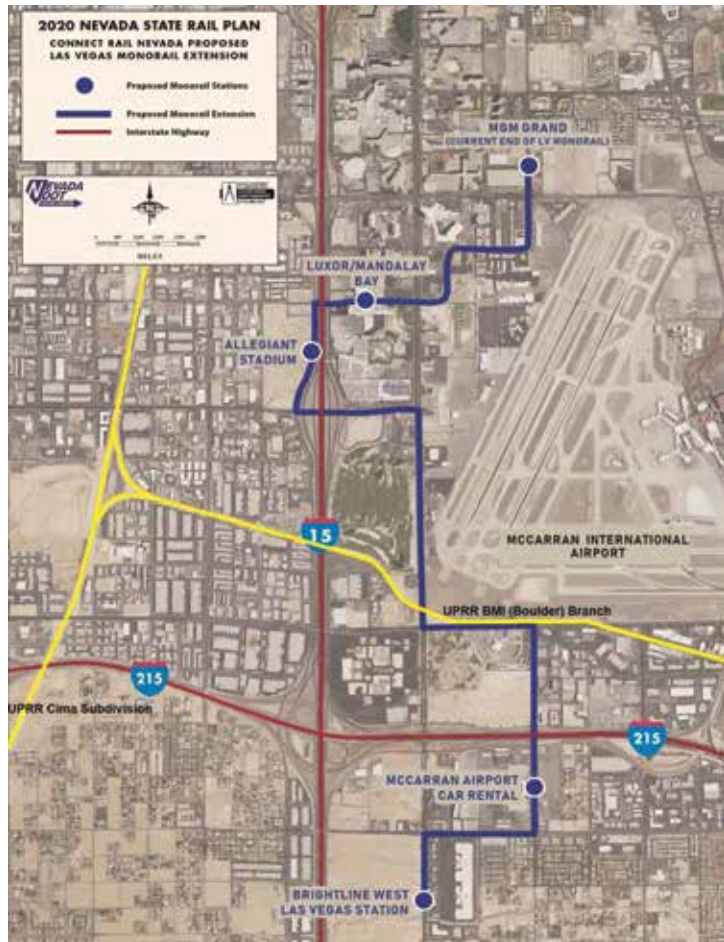 2020 NEVADA STATE RAIL PLAN
CONNECT RAIL NEVADA PROPOSED
LAS VEGAS MONORAIL EXTENSION
Proposed Monorail Stations
Proposed Monorail Extension
Interstate Highway
NEVADA
DOT
MILES
MGM GRAND
(CURRENT END OF LV MONORAIL)
LUXOR/MANDALAY
BAY
ALLEGIANT
STADIUM
15
MCCARRAN INTERNATIONAL
AIRPORT
UPRR BMI (Boulder) Branch
215
UPRR Cima Subdivision
215
MCCARRAN AIRPORT
CAR RENTAL
BRIGHTLINE WEST
LAS VEGAS STATION